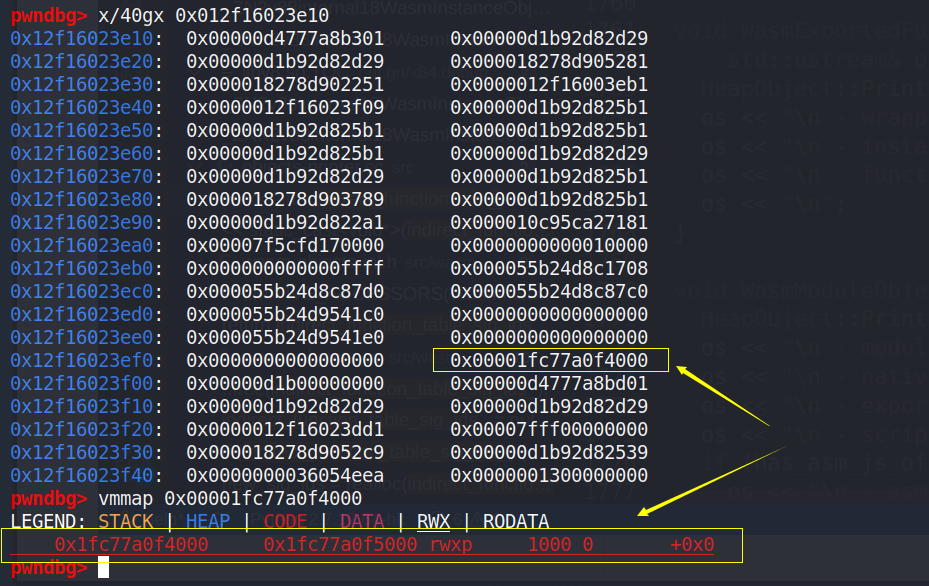 pwndbg> x/40gx 0x012f16023e10
0x12f16023e10: 0x00000d4777a8b301 0x00000d1b92d82d29
0x12f16023e20: 0x00000d1b92d82d29 0x000018278d905281
0x12f16023e30: 0x000018278d902251 0x0000012f16003eb1
0x12f16023e40: 0x0000012f16023f09 0x00000d1b92d825b1
0x12f16023e50: 0x00000d1b92d825b1 0x00000d1b92d825b1
0x12f16023e60: 0x00000d1b92d825b1 0x00000d1b92d82d29
0x12f16023e70: 0x00000d1b92d82d29 0x00000d1b92d825b1
0x12f16023e80: 0x000018278d903789 0x00000d1b92d825b1
0x12f16023e90: 0x00000d1b92d822a1 0x000010c95ca27181
0x12f16023ea0: 0x00007f5cfd170000 0x0000000000010000
0x12f16023eb0: 0x000000000000ffff 0x000055b24d8c1708
0x12f16023ec0: 0x000055b24d8c87d0 0x000055b24d8c87c0
0x12f16023ed0: 0x000055b24d9541c0 0x0000000000000000
0x12f16023ee0: 0x000055b24d9541e0 0x0000000000000000
0x12f16023ef0: 0x0000000000000000 0x00001fc77a0f4000
0x12f16023f00: 0x00000d1b00000000 0x00000d4777a8bd01
0x12f16023f10: 0x00000d1b92d82d29 0x00000d1b92d82d29
0x12f16023f20: 0x0000012f16023dd1 0x00007fff00000000
0x12f16023f30: 0x000018278d9052c9 0x00000d1b92d82539
0x12f16023f40: 0x0000000036054eea 0x0000001300000000
pwndbg> vmmap 0x00001fc77a0f4000
LEGEND: STACK | HEAP | CODE | DATA | RWX | RODATA
0x1fc77a0f4000 0x1fc77a0f5000 rwxp 1000 0 +0x0
pwndbg>